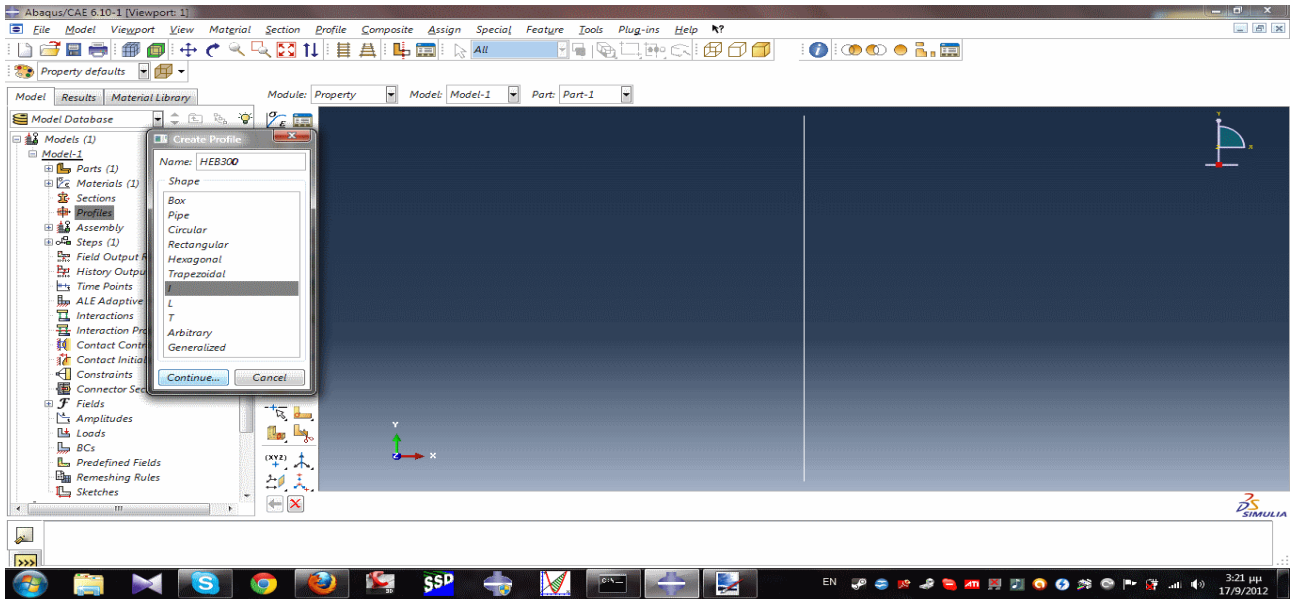 Abaqus/CAE 6.10-1 [Viewport: 1]
File Model Viewport View Material Section Profile Composite Assign Special Feature Tools Plug-ins Help
All
Property defaults
Model Results Material Library Module: Property Model: Model-1 Part: Part-1
Model Database
Models (1)
Model-1
Parts (1)
Materials (1)
Sections
Profiles
Assembly
Steps (1)
Field Output R
History Outpu
Time Points
ALE Adaptive
Interactions
Interaction Pro
Contact Contr
Contact Initial
Constraints
Connector Sec
Fields
Amplitudes
Loads
BCs
Predefined Fields
Remeshing Rules
Sketches
Create Profile
Name: HEB300
Shape
Box
Pipe
Circular
Rectangular
Hexagonal
Trapezoidal
I
L
T
Arbitrary
Generalized
Continue... Cancel
(XYZ)
Y
Z X
SIMULIA
>>>
SSP
C:\
EN
3:21 μμ
17/9/2012